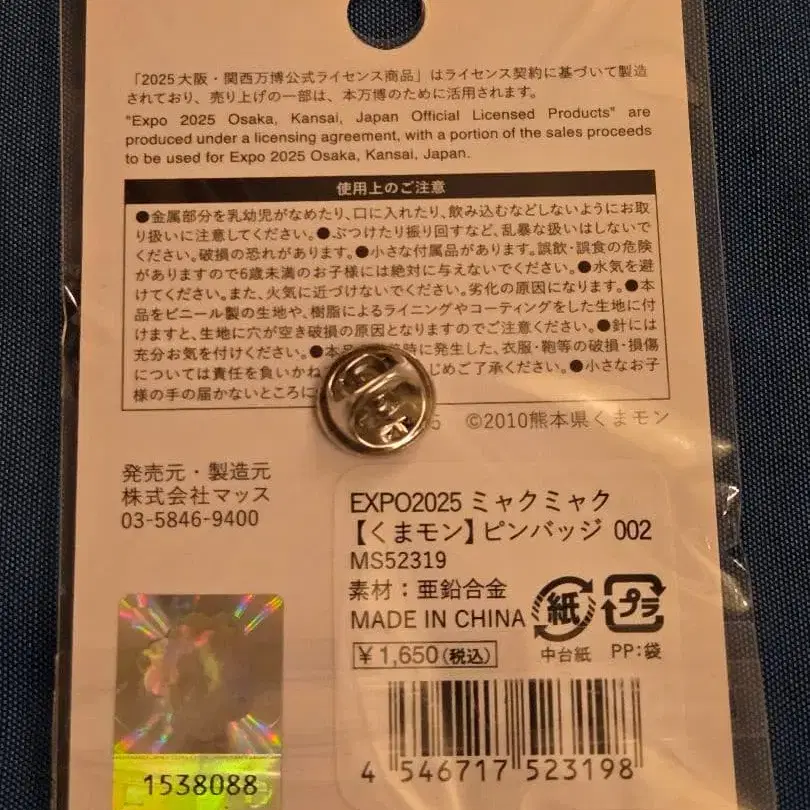 「2025大阪・関西万博公式ライセンス商品」はライセンス契約に基づいて製造
されており、売り上げの一部は、本万博のために活用されます。
"Expo 2025 Osaka, Kansai, Japan Official Licensed Products" are
produced under a licensing agreement, with a portion of the sales proceeds
to be used for Expo 2025 Osaka, Kansai, Japan.
使用上のご注意
●金属部分を乳幼児がなめたり、口に入れたり、飲み込むなどしないようにお取
り扱いに注意してください。●ぶつけたり振り回すなど、乱暴な扱いはしないで
ください。破損の恐れがあります。●小さな付属品があります。誤飲・誤食の危険
がありますので6歳未満のお子様には絶対に与えないでください。●水気を避
けてください。また、火気に近づけないでください。劣化の原因になります。●本
品をビニール製の生地や、樹脂によるライニングやコーティングをした生地に付
けますと、生地に穴が空き破損の原因となりますのでご注意ください。●針には
充分お気を付けください。●本品 時に発生した、衣服・鞄等の破損・損傷
については責任を負いかね じめご了承ください。●小さなお子
様の手の届かないところに
5 ©2010熊本県くまモン
発売元・製造元
株式会社マッス
03-5846-9400
EXPO2025 ミャクミャク
【くまモン】ピンバッジ 002
MS52319
素材：亜鉛合金
MADE IN CHINA
¥1,650(税込)
紙
中台紙
プラ
PP:袋
4 546717 523198
1538088